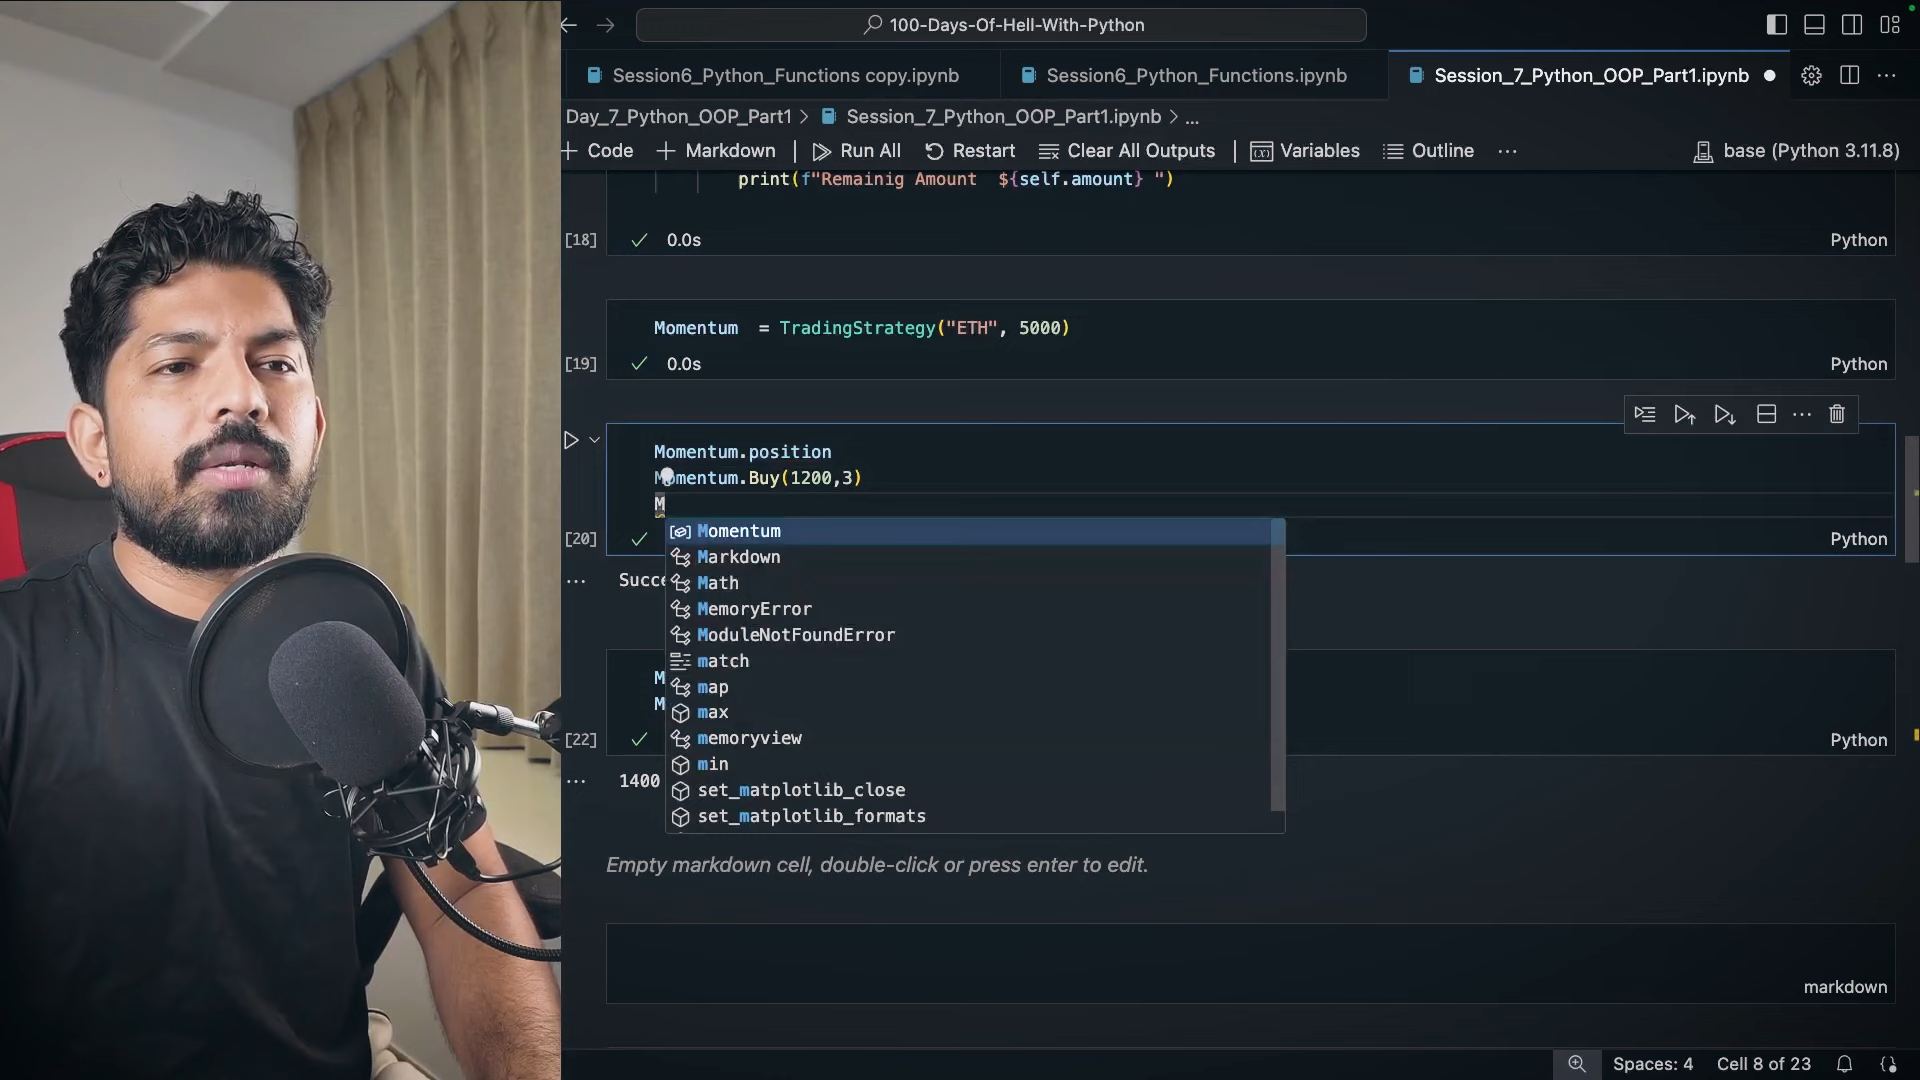 100-Days-Of-Hell-With-Python
Session6_Python_Functions copy.ipynb
Session6_Python_Functions.ipynb
Session_7_Python_OOP_Part1.ipynb
Day_7_Python_OOP_Part1 > Session_7_Python_OOP_Part1.ipynb > ...
+ Code + Markdown | Run All Restart Clear All Outputs | Variables Outline ... base (Python 3.11.8)
print(f"Remainig Amount ${self.amount} ")
[18] 0.0s Python
Momentum = TradingStrategy("ETH", 5000)
[19] 0.0s Python
Momentum.position
Momentum.Buy(1200,3)
M
Momentum
[20] Python
Markdown
Succe
Math
MemoryError
ModuleNotFoundError
match
M
map
M
max
memoryview
[22] Python
min
1400
set_matplotlib_close
set_matplotlib_formats
Empty markdown cell, double-click or press enter to edit.
markdown
Spaces: 4 Cell 8 of 23